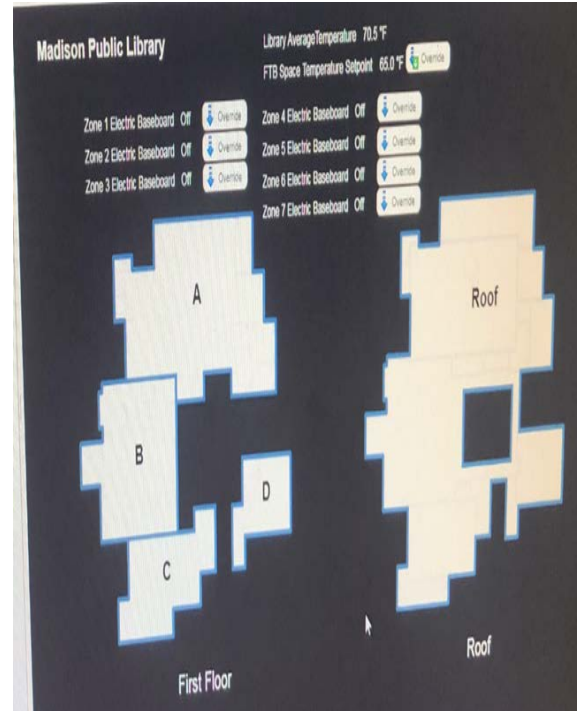 Madison Public Library
Library AverageTemperature 70.5 °F
FTB Space Temperature Setpoint 65.0 °F Override
Zone 1 Electric Baseboard Off Override
Zone 2 Electric Baseboard Off Override
Zone 3 Electric Baseboard Off Override
Zone 4 Electric Baseboard Off Override
Zone 5 Electric Baseboard Off Override
Zone 6 Electric Baseboard Off Override
Zone 7 Electric Baseboard Off Override
A
B
C
D
First Floor
Roof
Roof